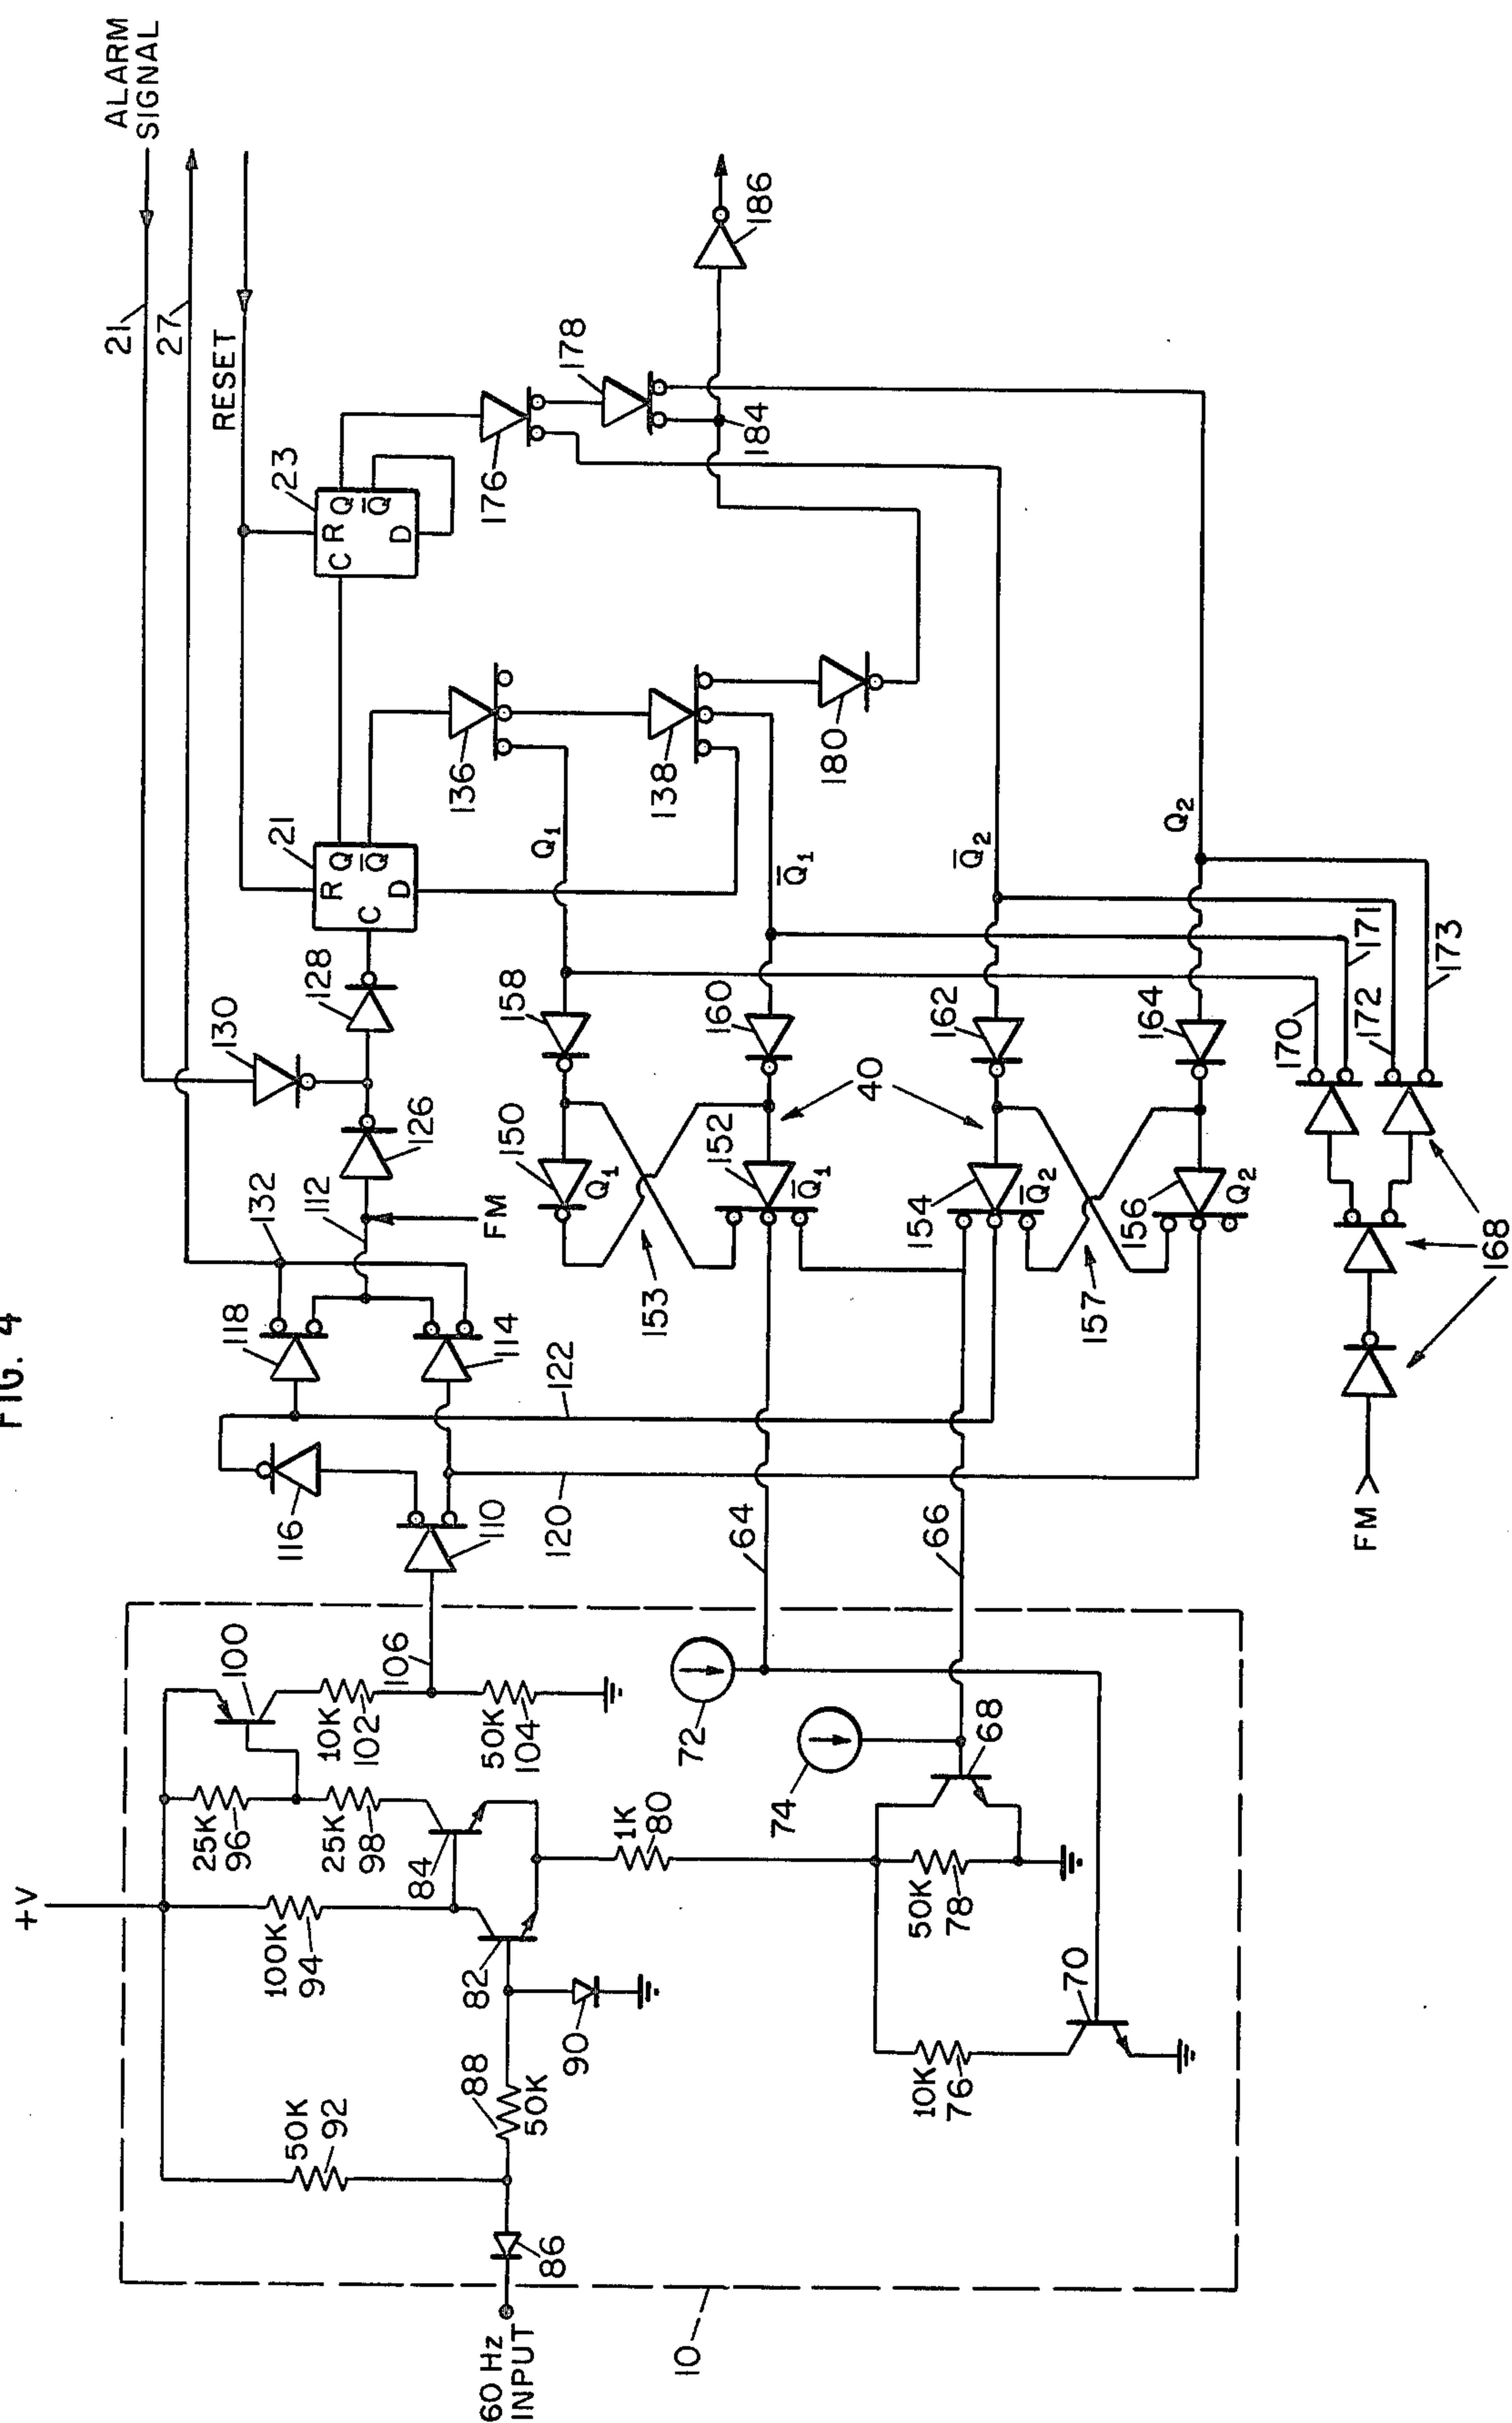 FIG. 4
ALARM
SIGNAL
21
27
RESET
+V
132
112
130
128
21
R
Q
Q̅
C
D
23
R
Q
Q̅
C
D
118
126
FM
114
116
110
120
122
136
138
176
178
180
184
186
Q₁
Q̅₁
Q̅₂
Q₂
158
160
162
164
150
Q₁
152
Q̅₁
153
40
154
Q̅₂
156
Q₂
157
170
171
172
173
168
FM
64
66
100
10K
102
106
50K
104
25K
96
25K
98
84
100K
94
82
90
88
50K
50K
92
86
60 Hz
INPUT
10
72
74
68
1K
80
50K
78
70
10K
76